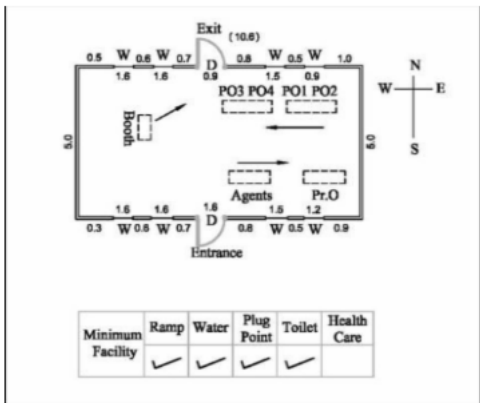 Exit
(10.6)
0.5 W 0.6 W 0.7 D 0.8 W 0.5 W 1.0
1.6 1.6 0.9 1.5 0.9
N
W E
S
PO3 PO4 PO1 PO2
Booth
5.0
5.0
Agents Pr.O
1.6 1.6 1.6 1.5 1.2
0.3 W 0.6 W 0.7 D 0.8 W 0.5 W 0.9
Entrance
Minimum Facility
Ramp
Water
Plug Point
Toilet
Health Care